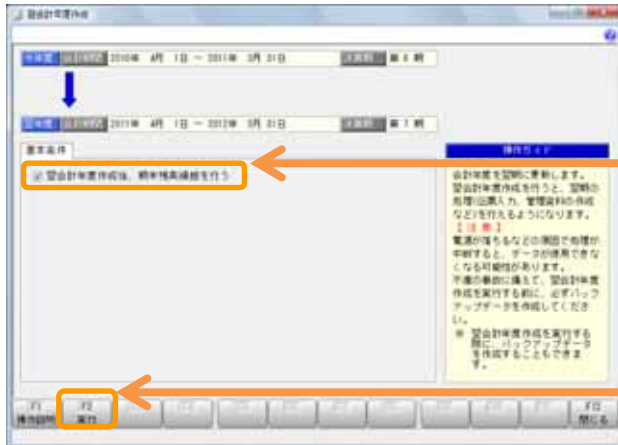 翌会計年度作成
当年度 会計期間 2010年 4月 1日 ～ 2011年 3月 31日 決算期 第 6 期
翌年度 会計期間 2011年 4月 1日 ～ 2012年 3月 31日 決算期 第 7 期
基本条件
翌会計年度作成後、期末残高繰越を行う
操作ガイド
会計年度を翌期に更新します。
翌会計年度作成を行うと、翌期の
処理(伝票入力、管理資料の作成
など)を行えるようになります。
【注意】
電源が落ちるなどの原因で処理が
中断すると、データが使用できな
くなる可能性があります。
不慮の事故に備えて、翌会計年度
作成を実行する前に、必ずバック
アップデータを作成してくださ
い。
※ 翌会計年度作成を実行する
際に、バックアップデータ
を作成することもできま
す。
F1 F2 F12
操作説明 実行 閉じる